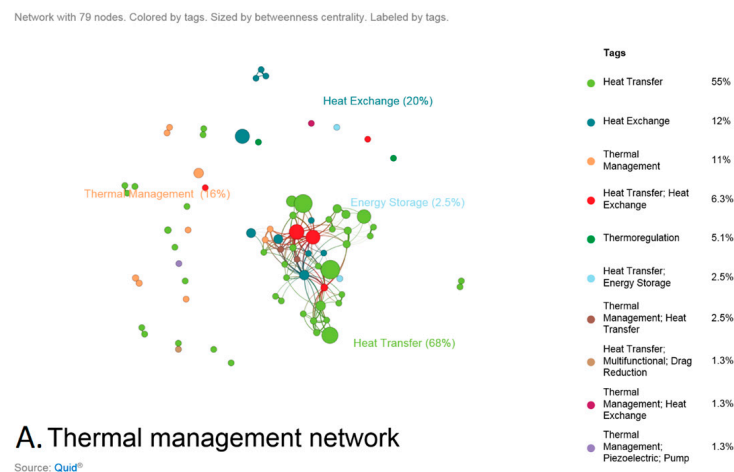 Network with 79 nodes. Colored by tags. Sized by betweenness centrality. Labeled by tags.
Heat Exchange (20%)
Thermal Management (16%)
Energy Storage (2.5%)
Heat Transfer (68%)
Tags
Heat Transfer 55%
Heat Exchange 12%
Thermal
Management 11%
Heat Transfer; Heat
Exchange 6.3%
Thermoregulation 5.1%
Heat Transfer;
Energy Storage 2.5%
Thermal
Management; Heat
Transfer 2.5%
Heat Transfer;
Multifunctional; Drag
Reduction 1.3%
Thermal
Management; Heat
Exchange 1.3%
Thermal
Management;
Piezoelectric; Pump 1.3%
A. Thermal management network
Source: Quid®